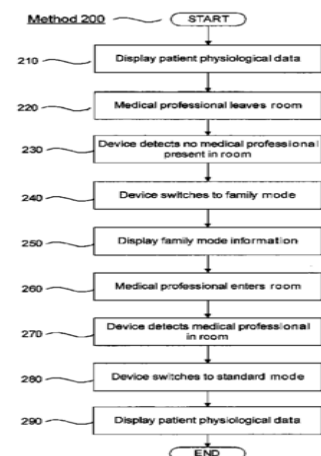 Method 200
START
210 Display patient physiological data
220 Medical professional leaves room
230 Device detects no medical professional
present in room
240 Device switches to family mode
250 Display family mode information
260 Medical professional enters room
270 Device detects medical professional
in room
280 Device switches to standard mode
290 Display patient physiological data
END